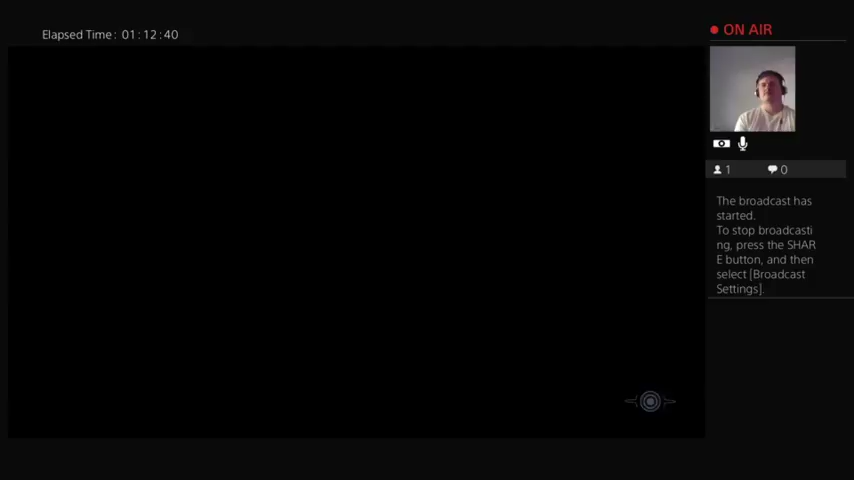 Elapsed Time: 01:12:40
ON AIR
1 0
The broadcast has
started.
To stop broadcasti
ng, press the SHAR
E button, and then
select [Broadcast
Settings].